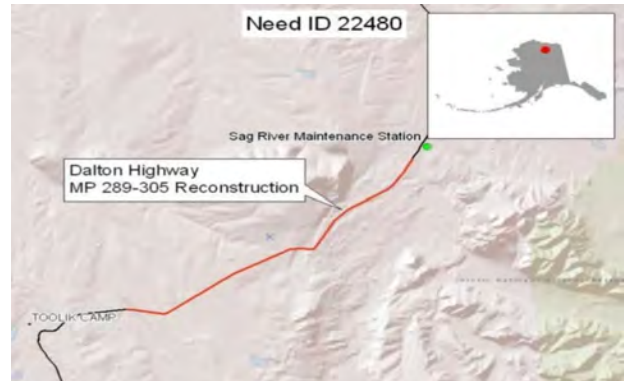 Need ID 22480
Sag River Maintenance Station
Dalton Highway
MP 289-305 Reconstruction
TOOLIK CAMP